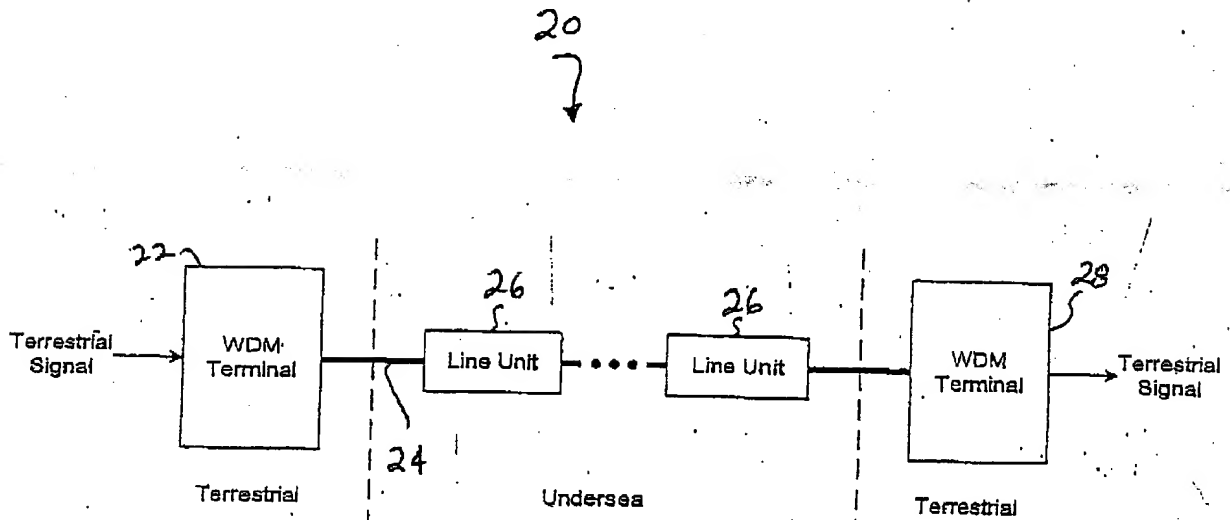 20
22
26
26
28
Terrestrial
Signal
WDM
Terminal
Line Unit
Line Unit
WDM
Terminal
Terrestrial
Signal
24
Terrestrial
Undersea
Terrestrial